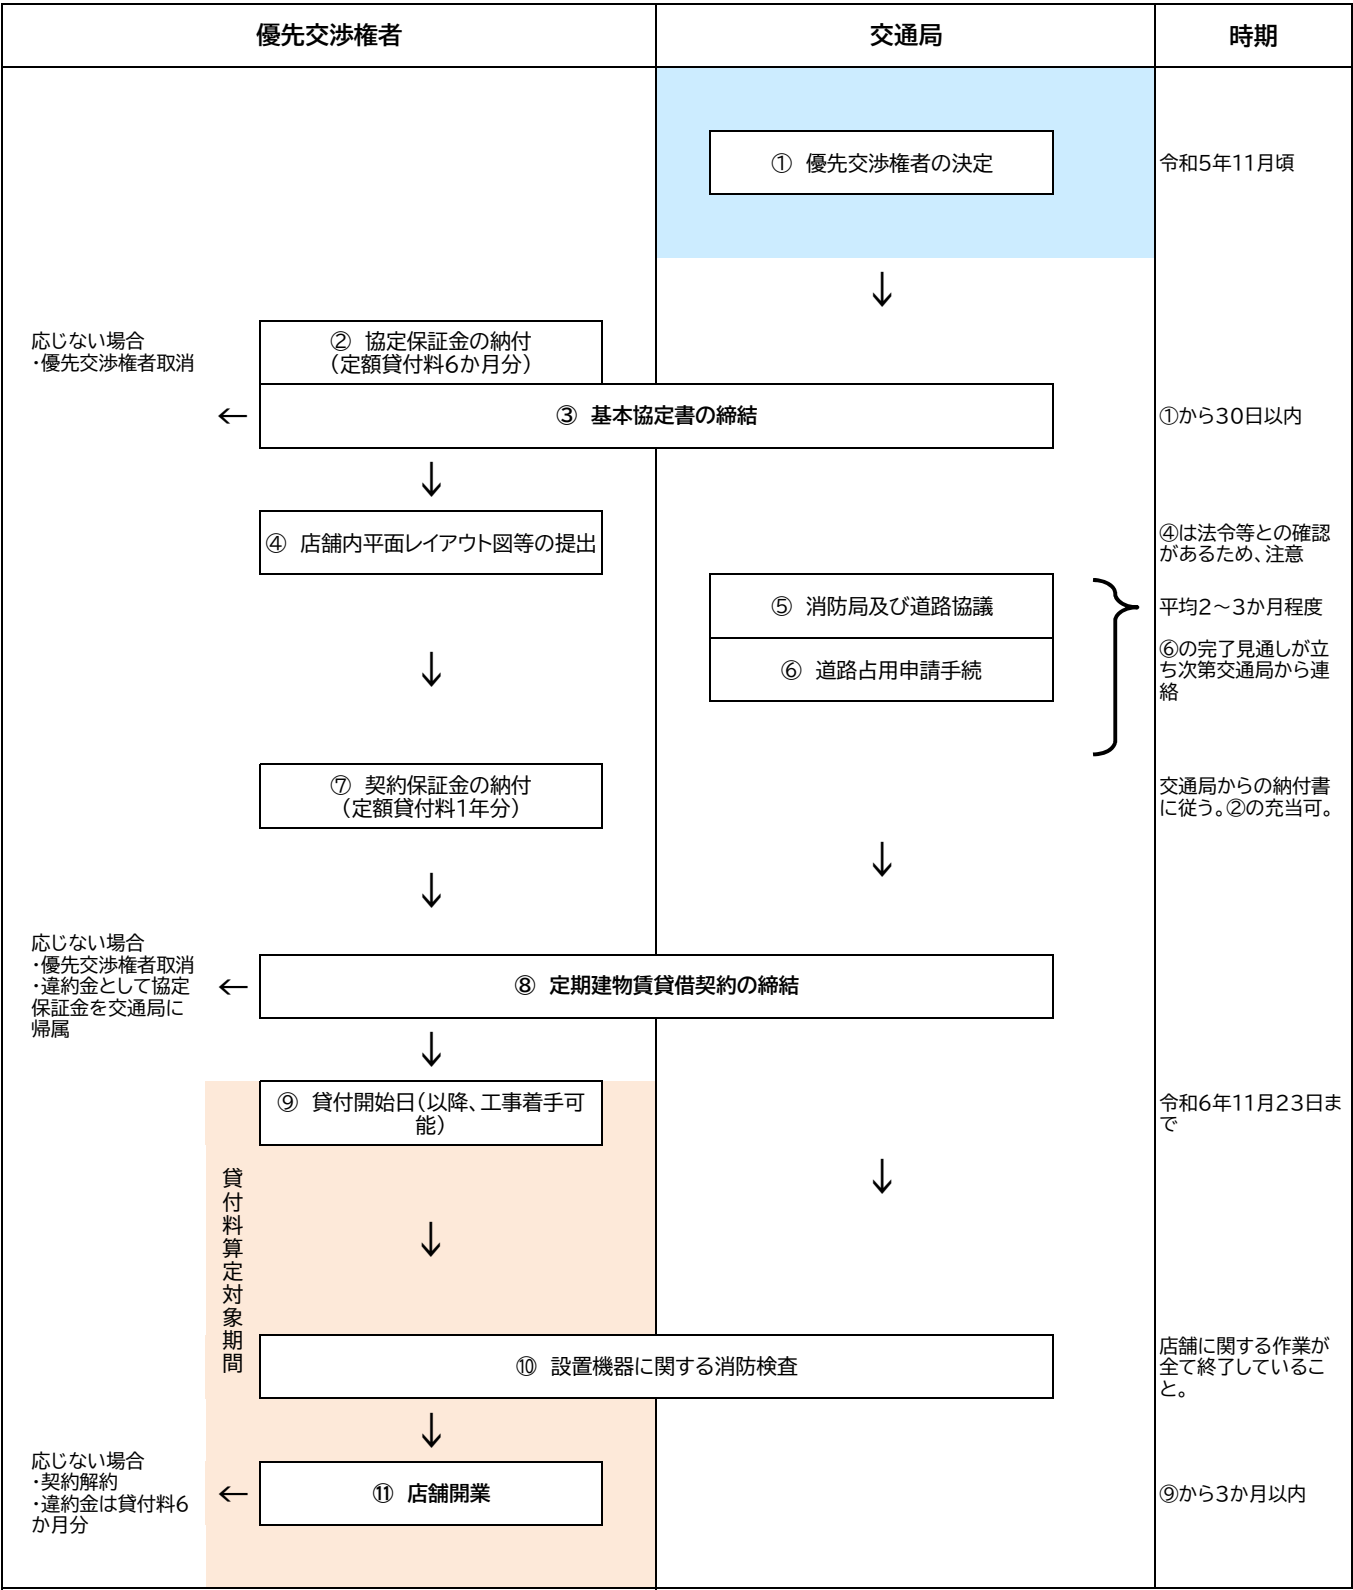 優先交渉権者
交通局
時期
① 優先交渉権者の決定
令和5年11月頃
↓
応じない場合
・優先交渉権者取消
② 協定保証金の納付
（定額貸付料6か月分）
←
③ 基本協定書の締結
①から30日以内
↓
④ 店舗内平面レイアウト図等の提出
④は法令等との確認
があるため、注意
⑤ 消防局及び道路協議
平均2～3か月程度
↓
⑥ 道路占用申請手続
⑥の完了見通しが立
ち次第交通局から連
絡
⑦ 契約保証金の納付
（定額貸付料1年分）
交通局からの納付書
に従う。②の充当可。
↓
↓
応じない場合
・優先交渉権者取消
・違約金として協定
保証金を交通局に
帰属
←
⑧ 定期建物賃貸借契約の締結
↓
⑨ 貸付開始日（以降、工事着手可
能）
令和6年11月23日ま
で
↓
貸付料算定対象期間
↓
⑩ 設置機器に関する消防検査
店舗に関する作業が
全て終了しているこ
と。
↓
応じない場合
・契約解約
・違約金は貸付料6
か月分
←
⑪ 店舗開業
⑨から3か月以内